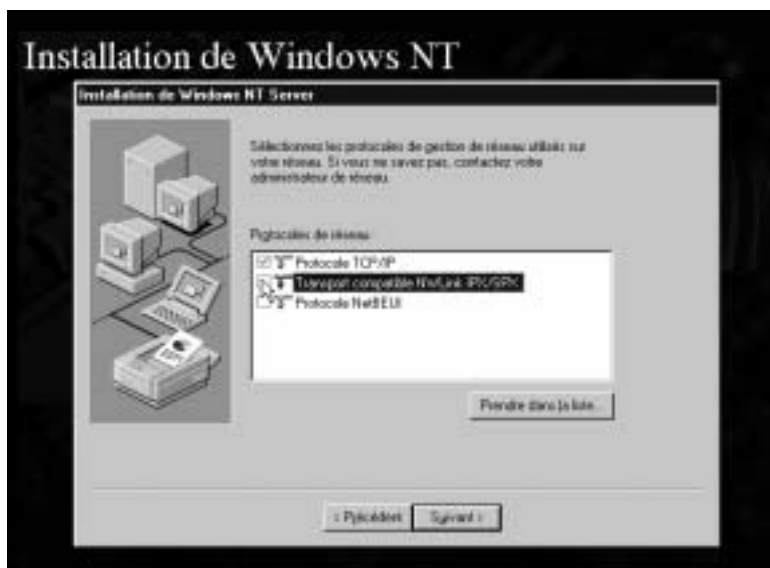 Installation de Windows NT
Installation de Windows NT Server
Sélectionnez les protocoles de gestion de réseau utilisés sur
votre réseau. Si vous ne savez pas, contactez votre
administrateur de réseau.
Protocoles de réseau :
Protocole TCP/IP
Transport compatible NWLink IPX/SPX
Protocole NetBEUI
Prendre dans la liste...
< Précédent
Suivant >